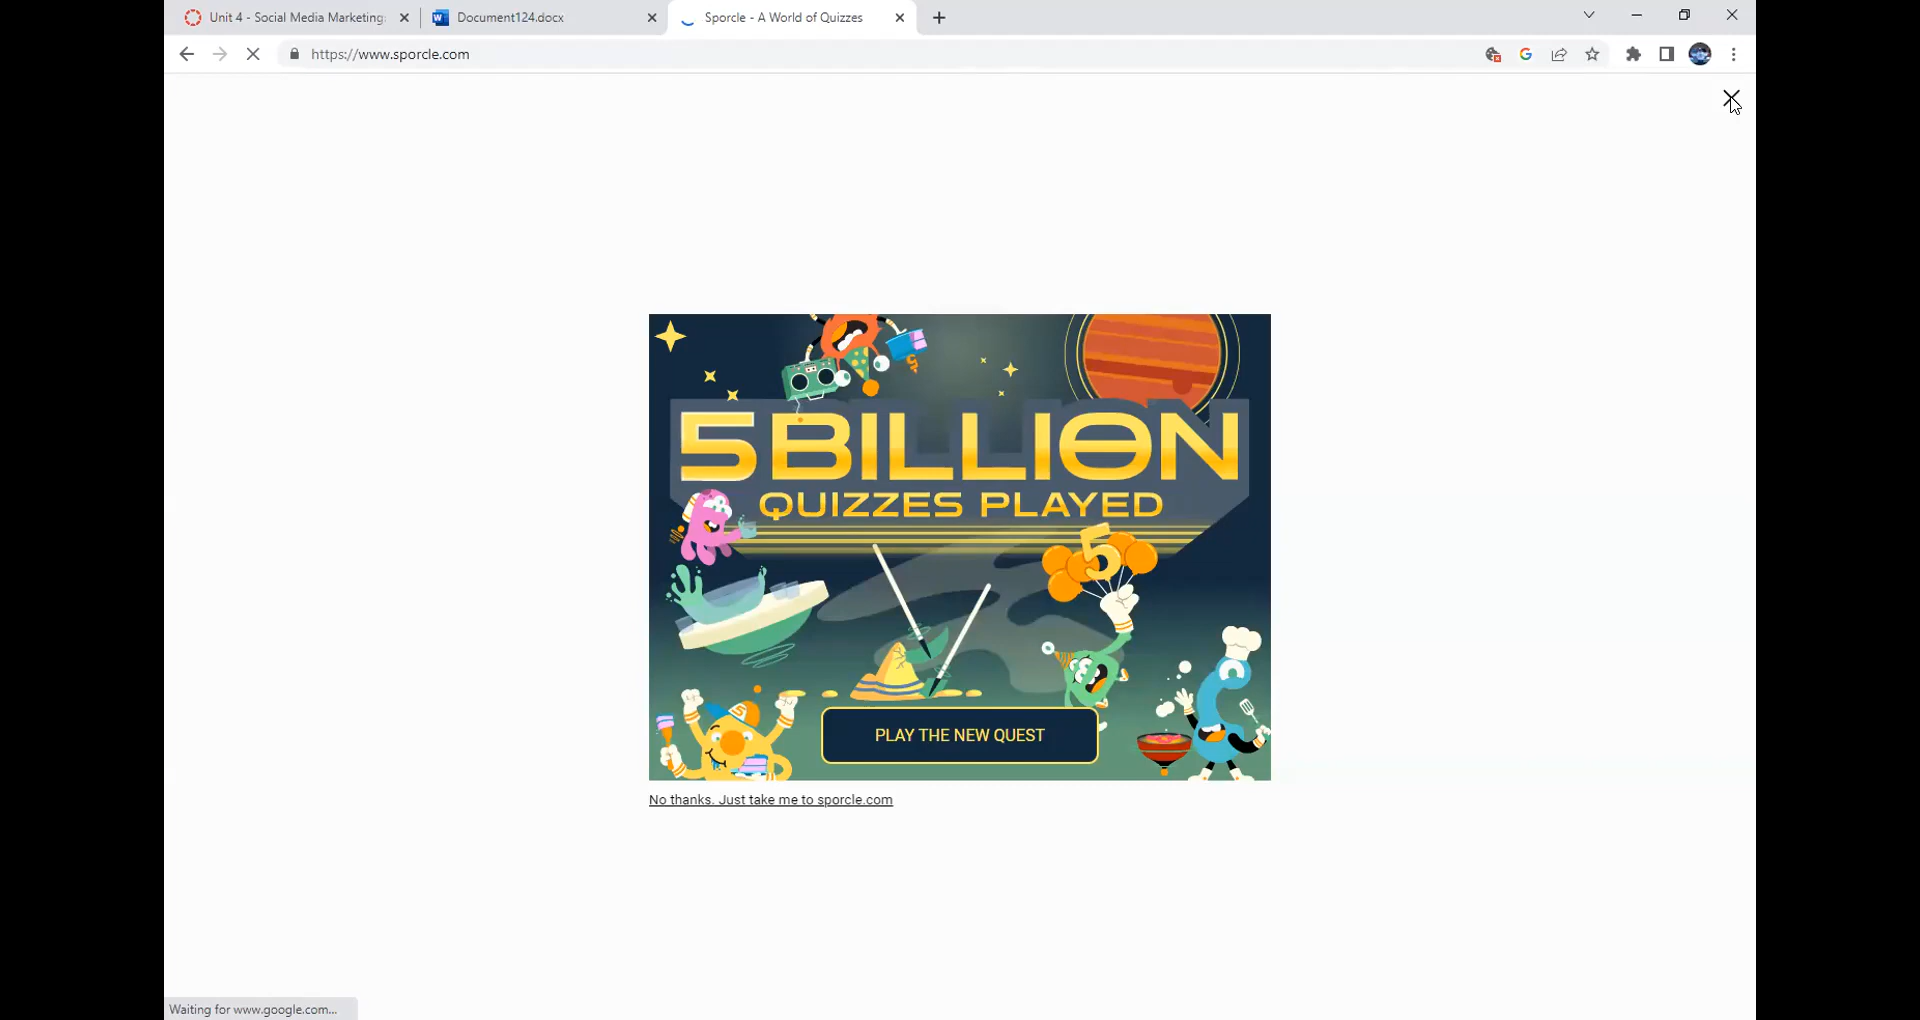 Unit 4 - Social Media Marketing:
Document124.docx
Sporcle - A World of Quizzes
https://www.sporcle.com
5 BILLION
QUIZZES PLAYED
5
PLAY THE NEW QUEST
No thanks. Just take me to sporcle.com
Waiting for www.google.com...